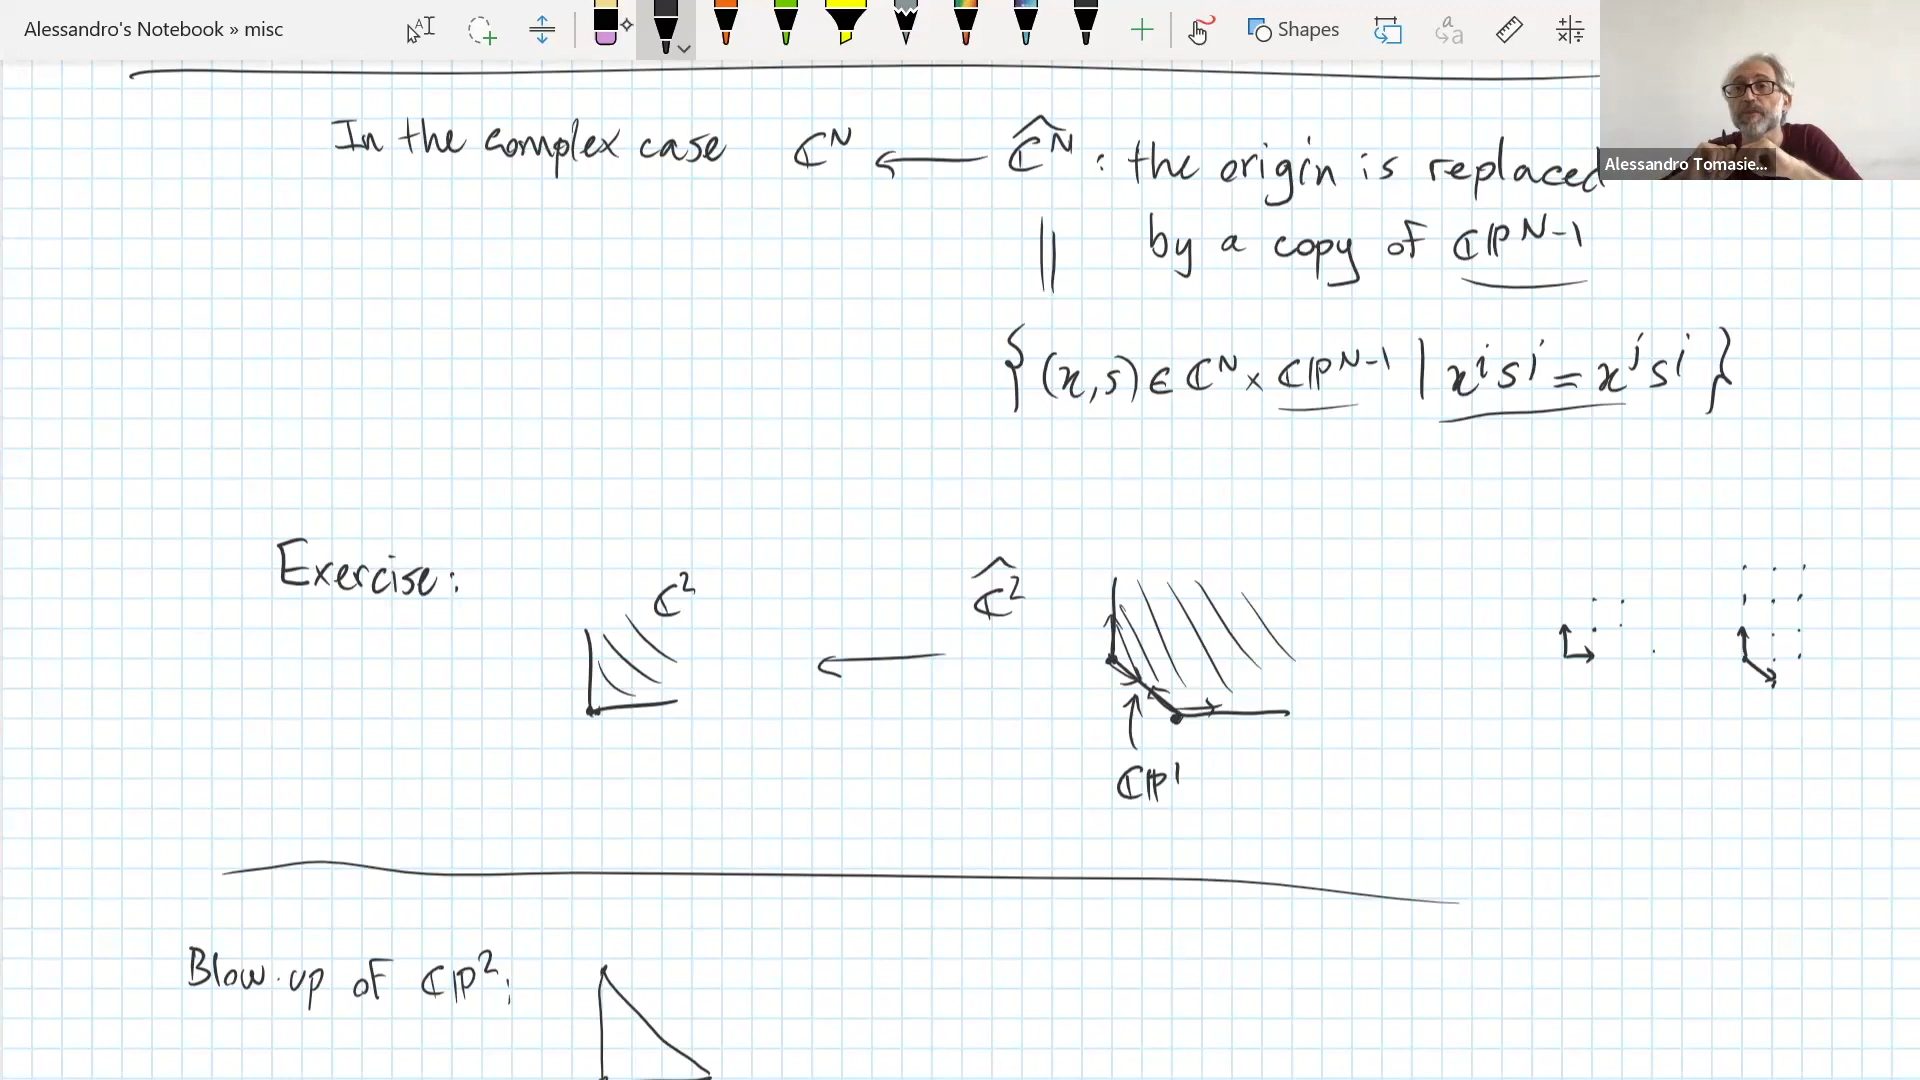 Alessandro's Notebook » misc
Shapes
Alessandro Tomasie...
In the complex case ℂᴺ ← ℂ̂ᴺ : the origin is replaced
|| by a copy of ℂℙᴺ⁻¹
{(x,s) ∈ ℂᴺ × ℂℙᴺ⁻¹ | xⁱsʲ = xʲsⁱ}
Exercise: ℂ² ← ℂ̂²
ℂℙ¹
Blow-up of ℂℙ²: